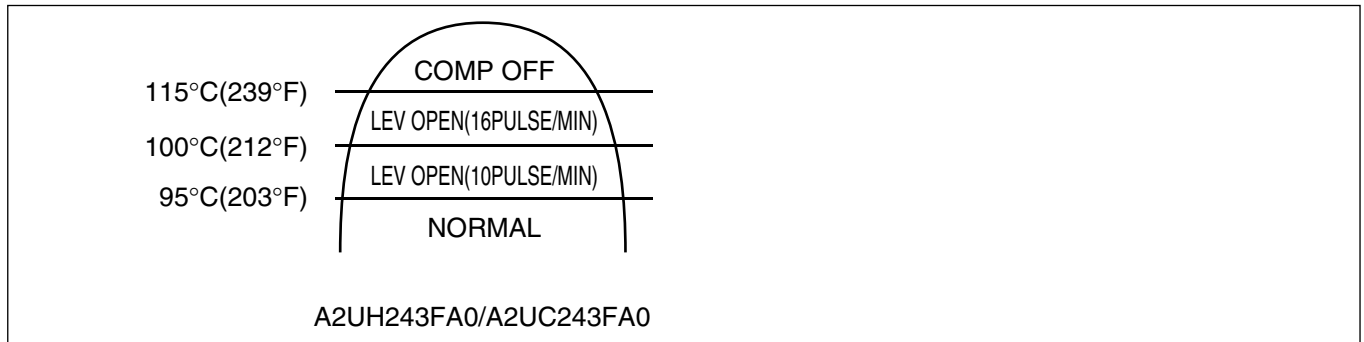 COMP OFF
115°C(239°F)
LEV OPEN(16PULSE/MIN)
100°C(212°F)
LEV OPEN(10PULSE/MIN)
95°C(203°F)
NORMAL
A2UH243FA0/A2UC243FA0